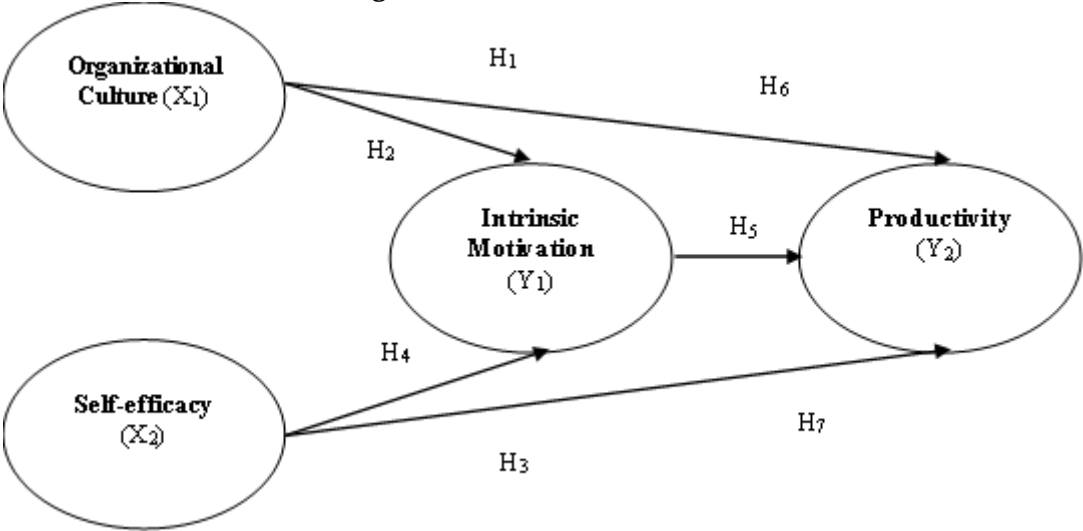 Organizational
Culture (X1)
H1
H6
H2
Intrinsic
Motivation
(Y1)
H5
Productivity
(Y2)
H4
Self-efficacy
(X2)
H7
H3